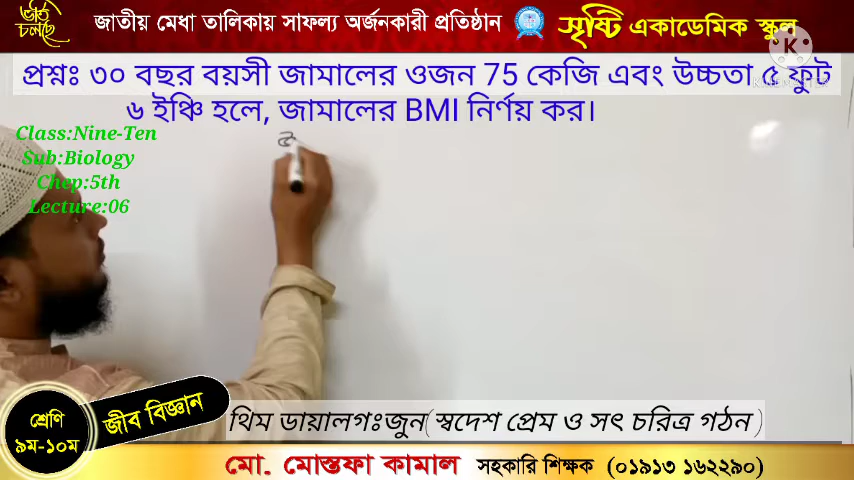 ভর্তি চলছে
জাতীয় মেধা তালিকায় সাফল্য অর্জনকারী প্রতিষ্ঠান সৃষ্টি একাডেমিক স্কুল
প্রশ্নঃ ৩০ বছর বয়সী জামালের ওজন 75 কেজি এবং উচ্চতা ৫ ফুট
৬ ইঞ্চি হলে, জামালের BMI নির্ণয় কর।
Class:Nine-Ten
Sub:Biology
Chep:5th
Lecture:06
শ্রেণি
৯ম-১০ম
জীব বিজ্ঞান
থিম ডায়ালগঃজুন(স্বদেশ প্রেম ও সৎ চরিত্র গঠন)
মো. মোস্তফা কামাল সহকারি শিক্ষক (০১৯১৩ ১৬২২৯০)